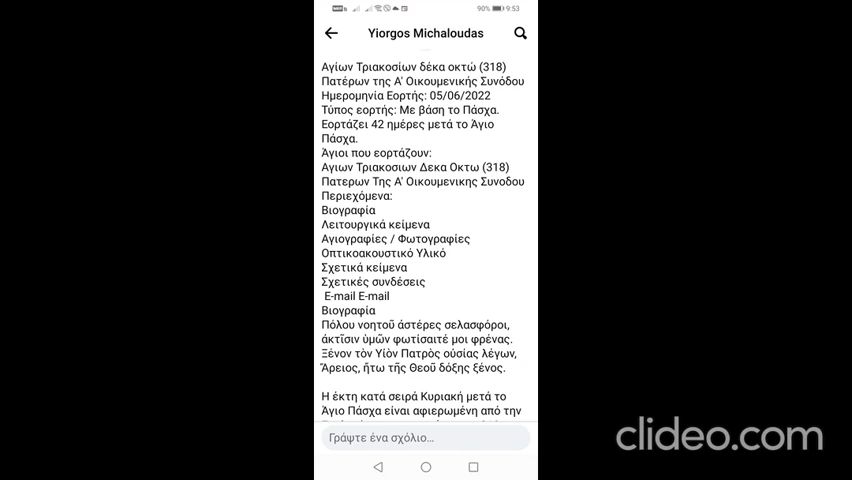 90% 9:53
Yiorgos Michaloudas
Αγίων Τριακοσίων δέκα οκτώ (318)
Πατέρων της Α' Οικουμενικής Συνόδου
Ημερομηνία Εορτής: 05/06/2022
Τύπος εορτής: Με βάση το Πάσχα.
Εορτάζει 42 ημέρες μετά το Άγιο
Πάσχα.
Άγιοι που εορτάζουν:
Αγιων Τριακοσιων Δεκα Οκτω (318)
Πατερων Της Α' Οικουμενικης Συνοδου
Περιεχόμενα:
Βιογραφία
Λειτουργικά κείμενα
Αγιογραφίες / Φωτογραφίες
Οπτικοακουστικό Υλικό
Σχετικά κείμενα
Σχετικές συνδέσεις
E-mail E-mail
Βιογραφία
Πόλου νοητοῦ ἀστέρες σελασφόροι,
ἀκτῖσιν ὑμῶν φωτίσαιτέ μοι φρένας.
Ξένον τὸν Υἱὸν Πατρὸς οὐσίας λέγων,
Ἄρειος, ἤτω τῆς Θεοῦ δόξης ξένος.
Η έκτη κατά σειρά Κυριακή μετά το
Άγιο Πάσχα είναι αφιερωμένη από την
Γράψτε ένα σχόλιο...
clideo.com